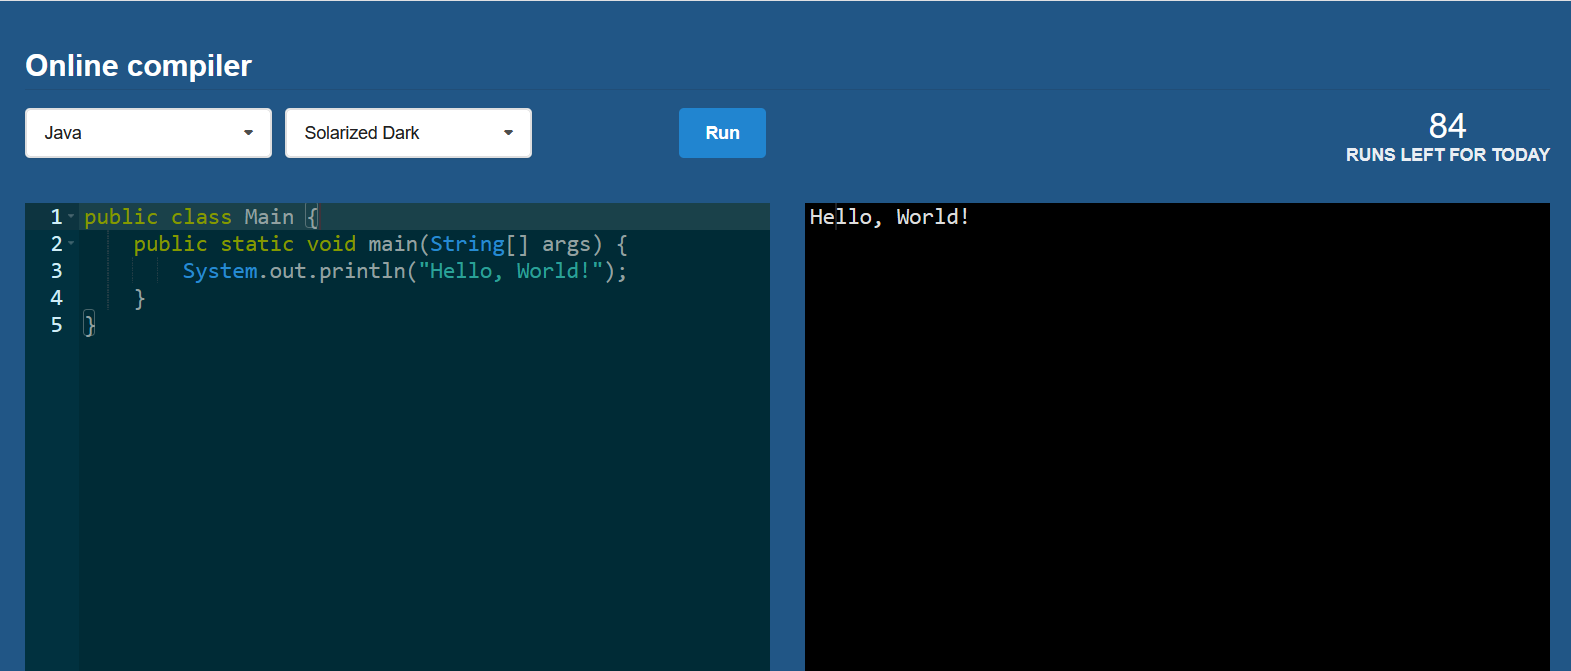 Online compiler
Java
Solarized Dark
Run
84
RUNS LEFT FOR TODAY
1 public class Main {
2     public static void main(String[] args) {
3         System.out.println("Hello, World!");
4     }
5 }
Hello, World!